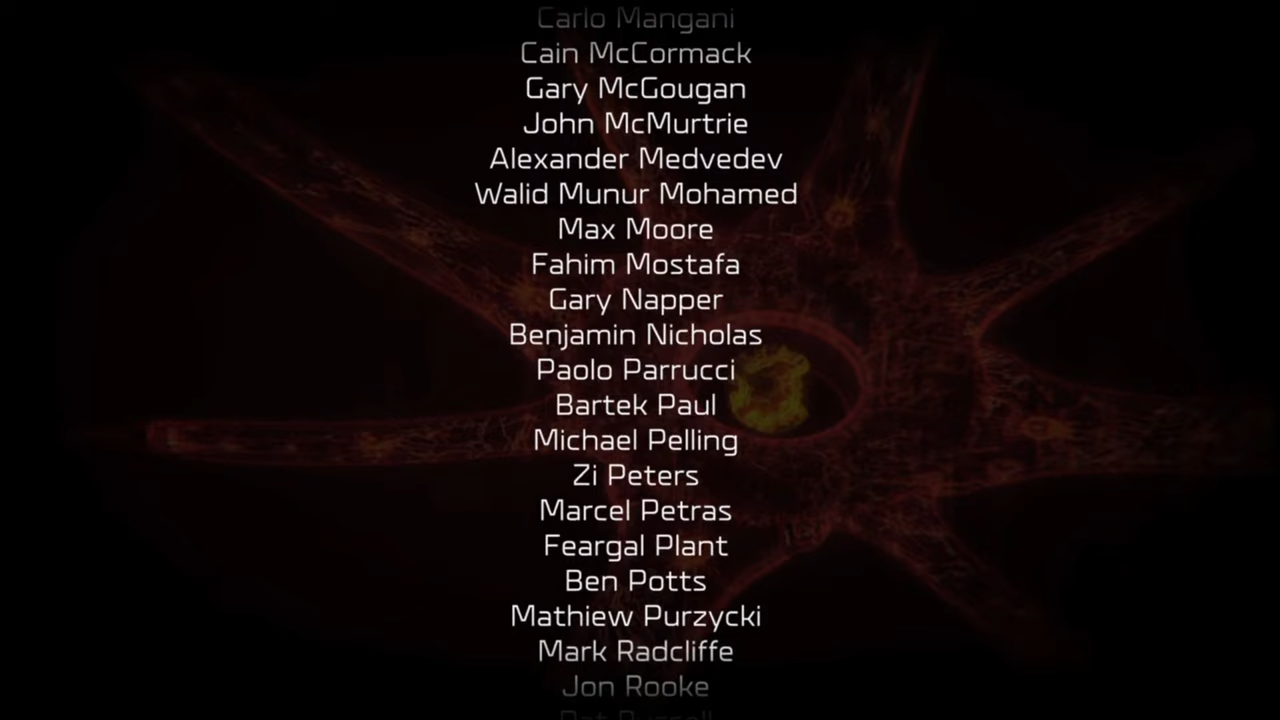 Carlo Mangani
Cain McCormack
Gary McGougan
John McMurtrie
Alexander Medvedev
Walid Munur Mohamed
Max Moore
Fahim Mostafa
Gary Napper
Benjamin Nicholas
Paolo Parrucci
Bartek Paul
Michael Pelling
Zi Peters
Marcel Petras
Feargal Plant
Ben Potts
Mathiew Purzycki
Mark Radcliffe
Jon Rooke